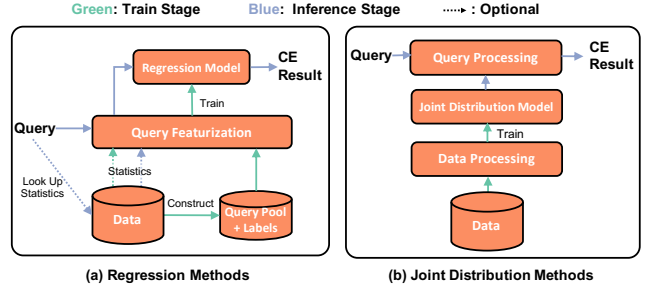 Green: Train Stage Blue: Inference Stage : Optional
Regression Model
CE
Result
Train
Query
Query Featurization
Look Up
Statistics
Statistics
Data
Construct
Query Pool
+ Labels
(a) Regression Methods
Query
Query Processing
CE
Result
Joint Distribution Model
Train
Data Processing
Data
(b) Joint Distribution Methods